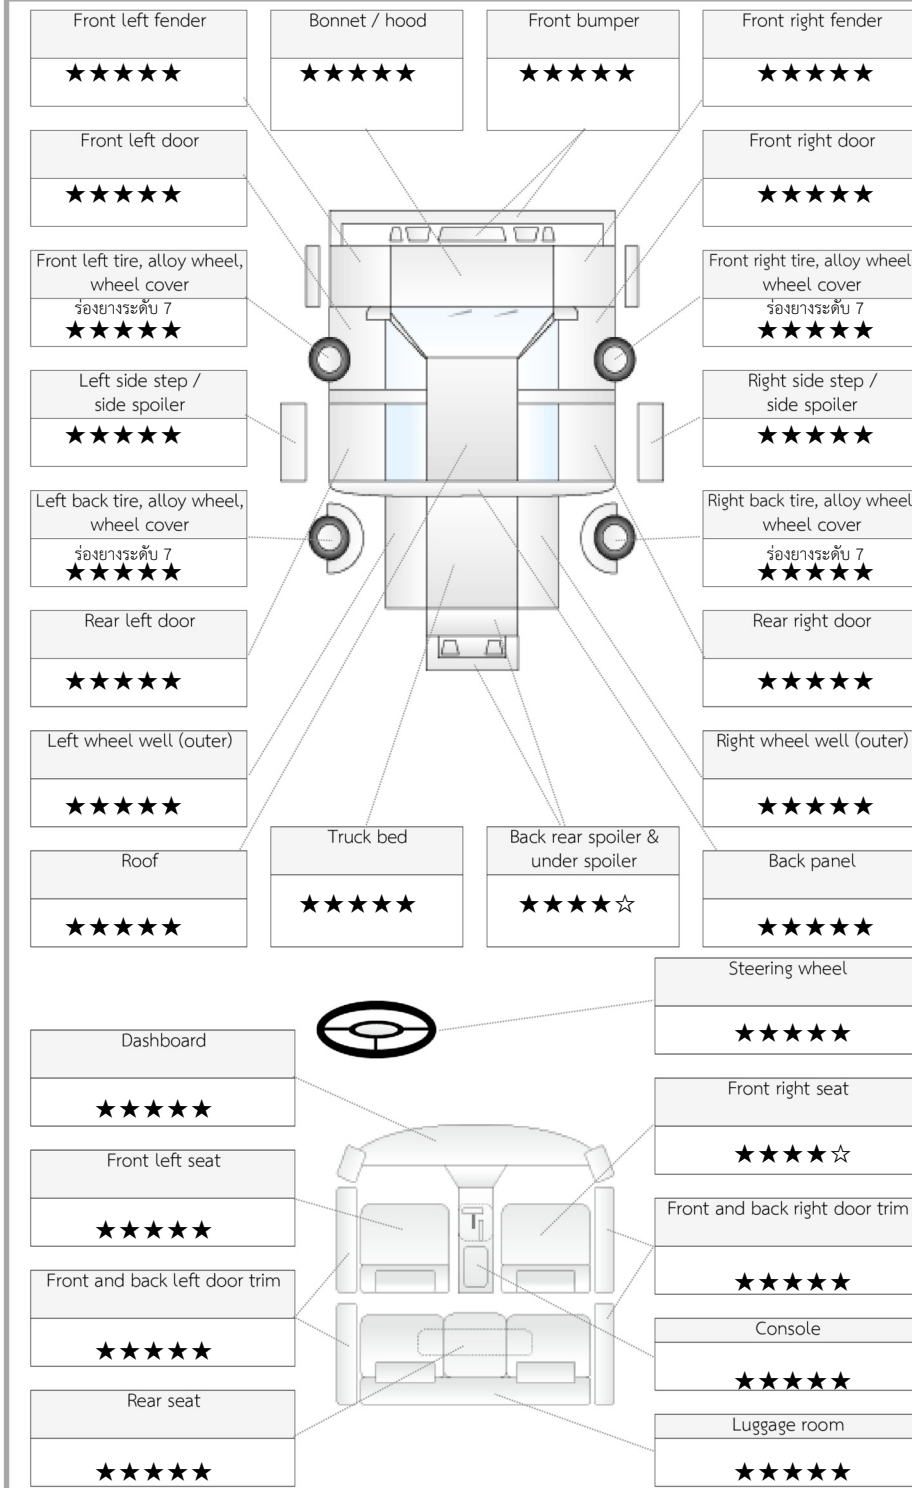 Front left fender
★★★★★
Bonnet / hood
★★★★★
Front bumper
★★★★★
Front right fender
★★★★★
Front left door
★★★★★
Front right door
★★★★★
Front left tire, alloy wheel,
wheel cover
ร่องยางระดับ 7
★★★★★
Front right tire, alloy wheel
wheel cover
ร่องยางระดับ 7
★★★★★
Left side step /
side spoiler
★★★★★
Right side step /
side spoiler
★★★★★
Left back tire, alloy wheel,
wheel cover
ร่องยางระดับ 7
★★★★★
Right back tire, alloy wheel
wheel cover
ร่องยางระดับ 7
★★★★★
Rear left door
★★★★★
Rear right door
★★★★★
Left wheel well (outer)
★★★★★
Right wheel well (outer)
★★★★★
Roof
★★★★★
Truck bed
★★★★★
Back rear spoiler &
under spoiler
★★★★☆
Back panel
★★★★★
Steering wheel
★★★★★
Dashboard
★★★★★
Front right seat
★★★★☆
Front left seat
★★★★★
Front and back right door trim
★★★★★
Front and back left door trim
★★★★★
Console
★★★★★
Rear seat
★★★★★
Luggage room
★★★★★